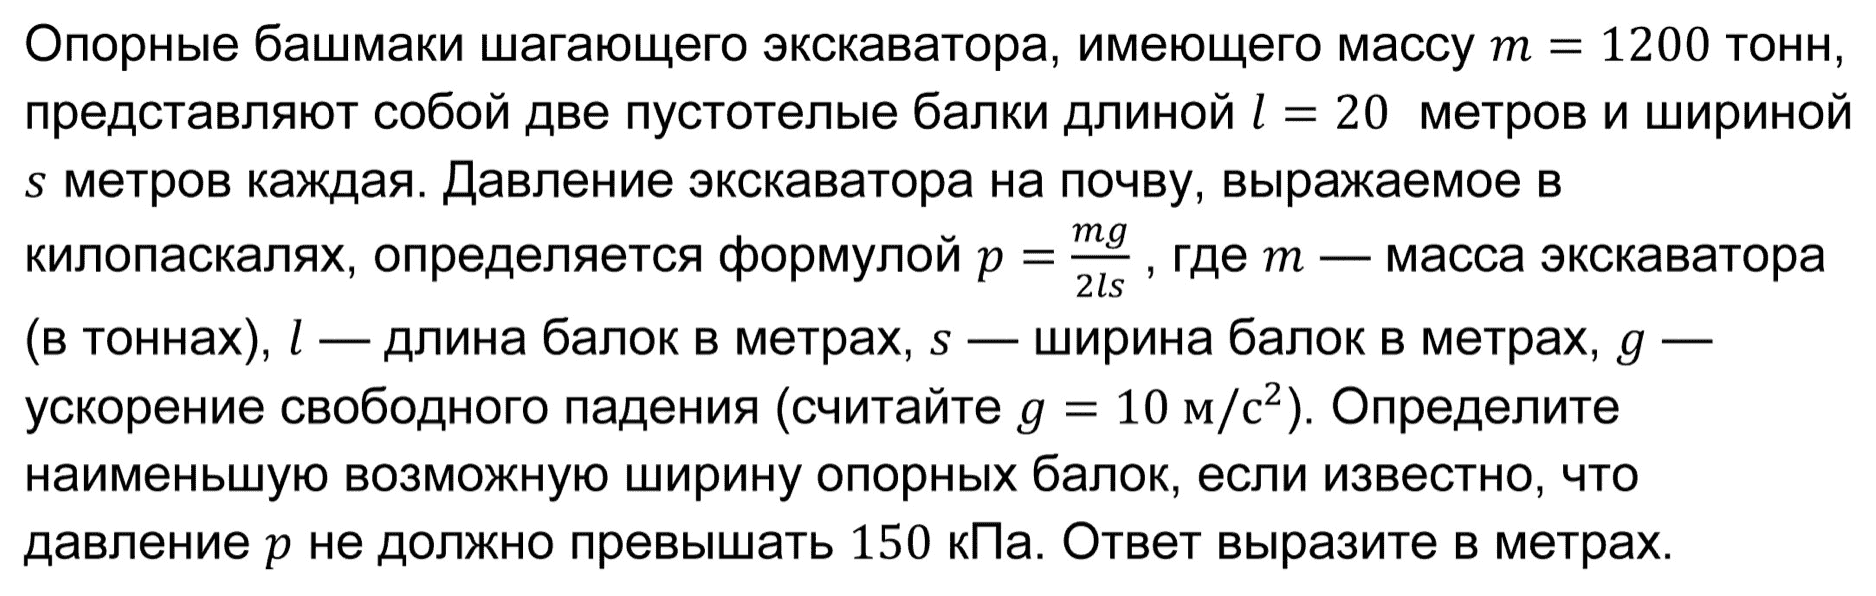 Опорные башмаки шагающего экскаватора, имеющего массу m = 1200 тонн,
представляют собой две пустотелые балки длиной l = 20 метров и шириной
s метров каждая. Давление экскаватора на почву, выражаемое в
килопаскалях, определяется формулой p = mg/2ls , где m — масса экскаватора
(в тоннах), l — длина балок в метрах, s — ширина балок в метрах, g —
ускорение свободного падения (считайте g = 10 м/с²). Определите
наименьшую возможную ширину опорных балок, если известно, что
давление p не должно превышать 150 кПа. Ответ выразите в метрах.